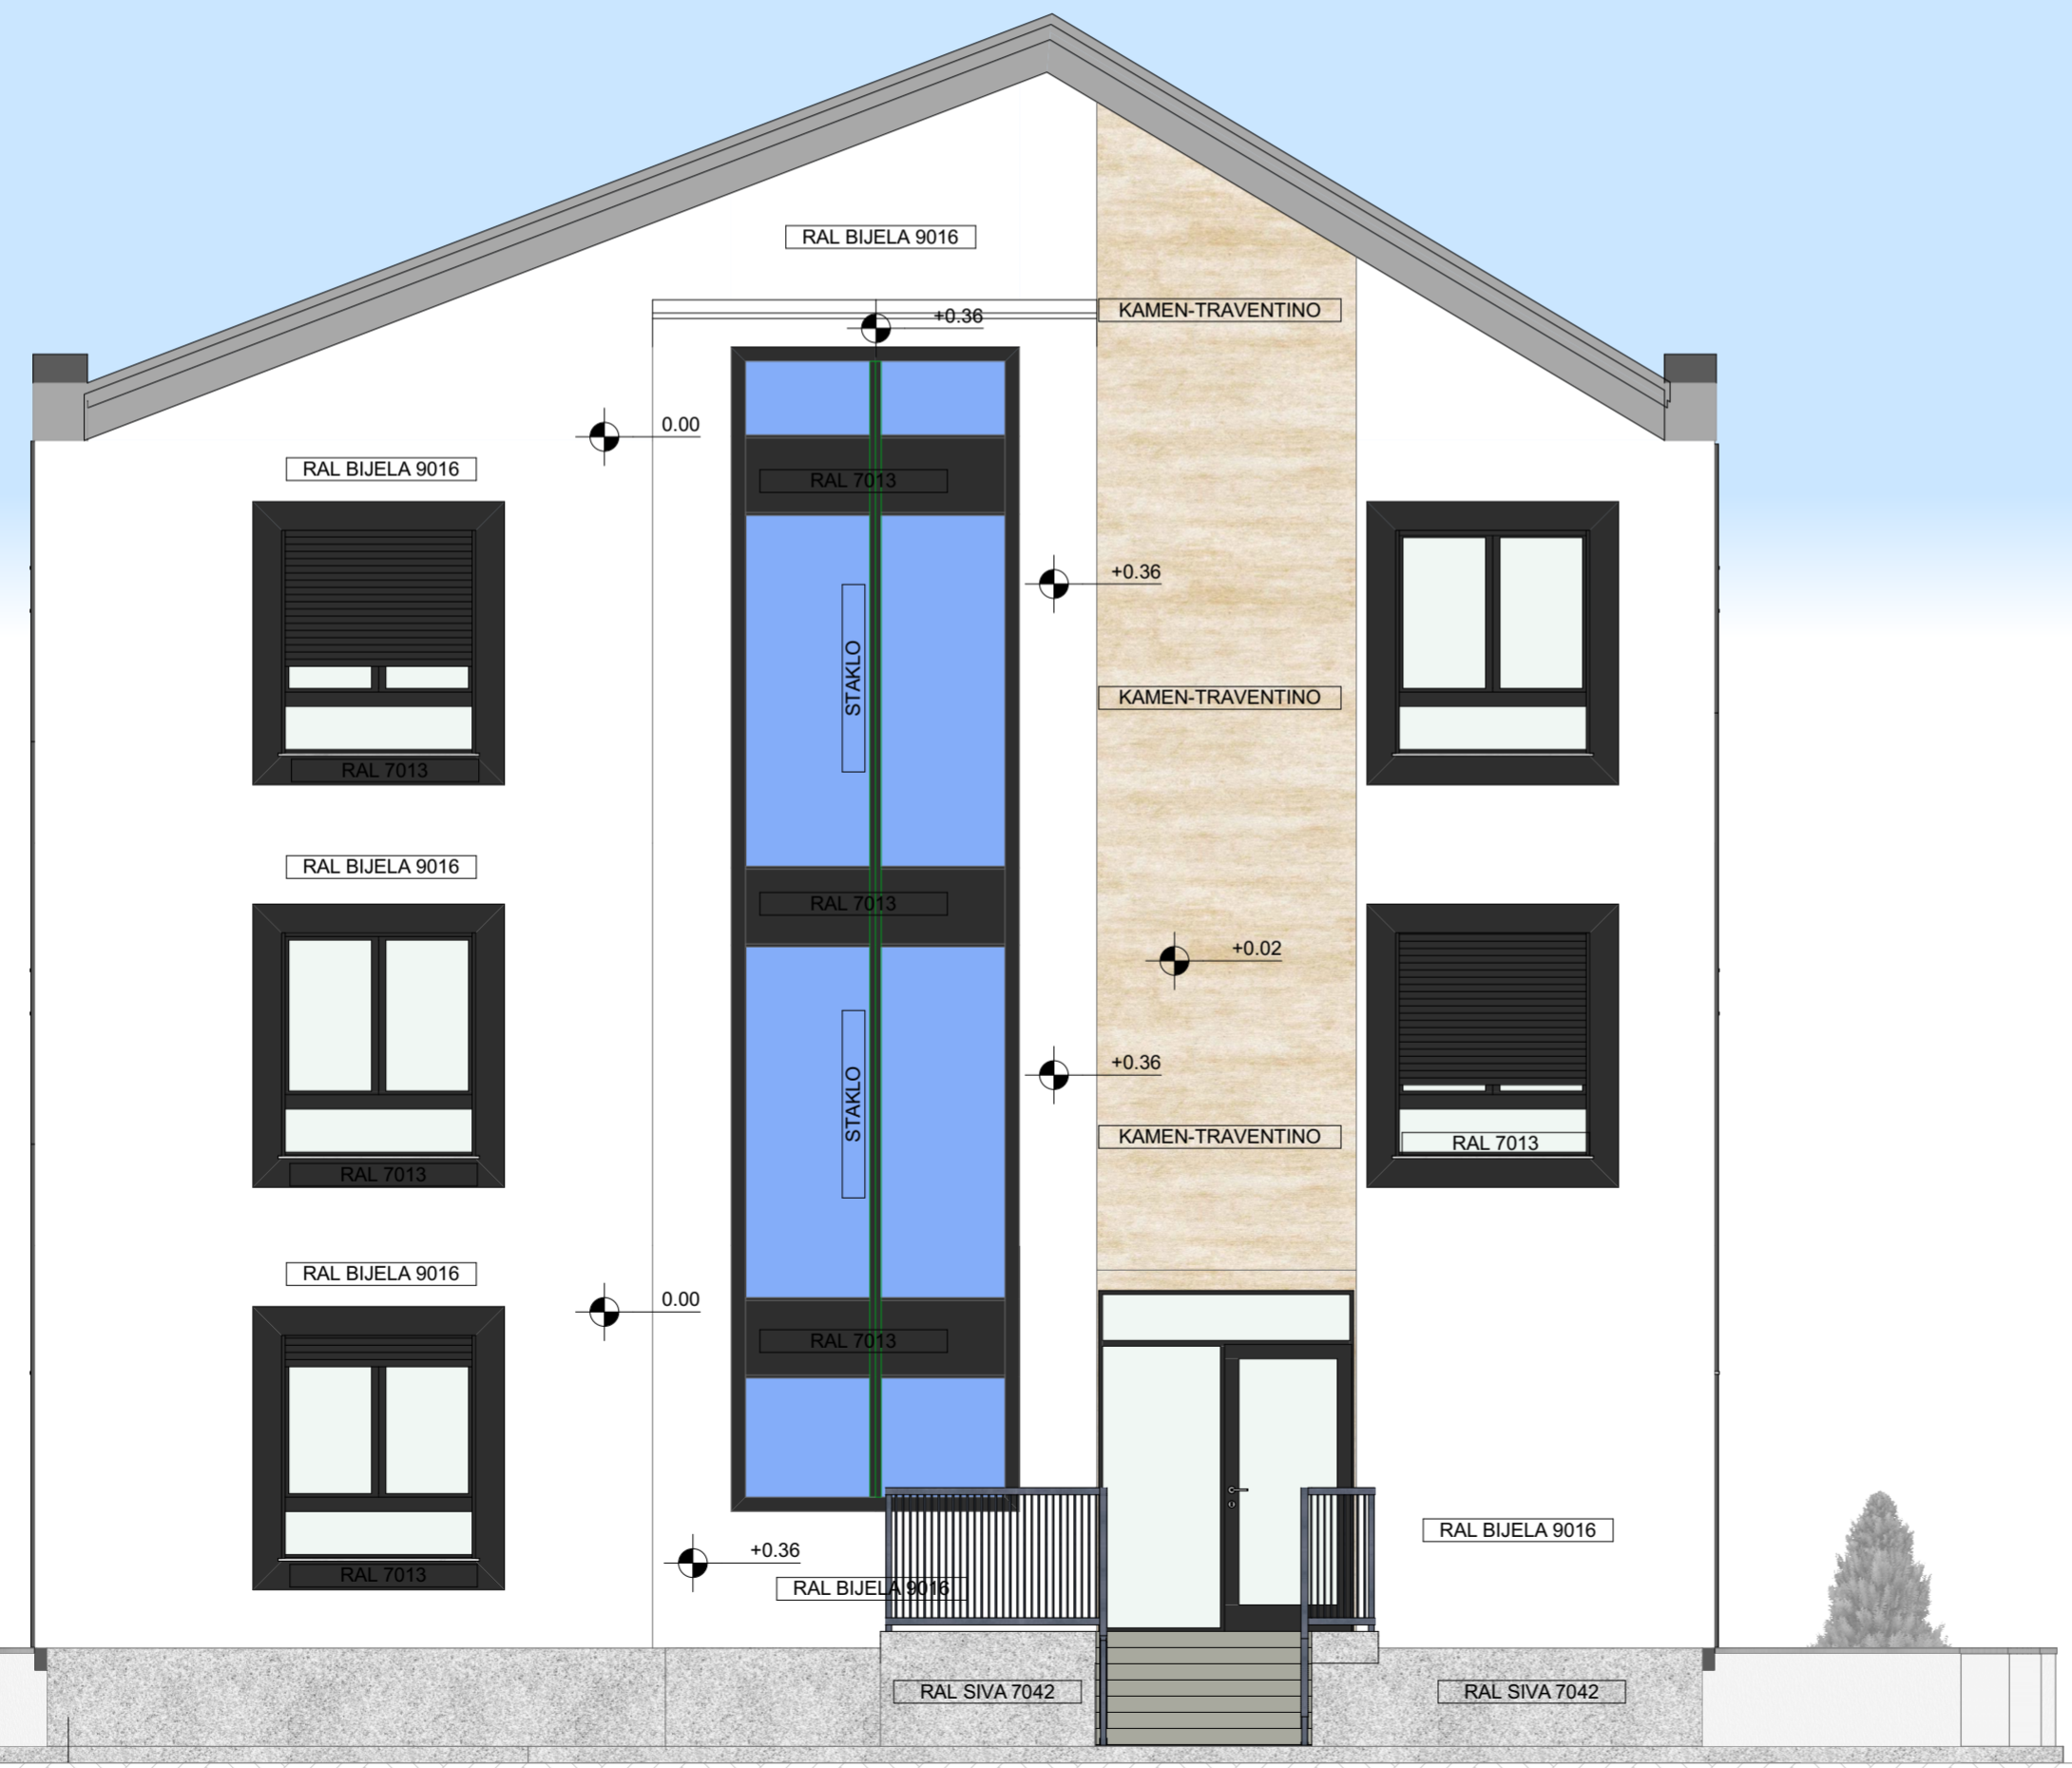 RAL BIJELA 9016
KAMEN-TRAVENTINO
+0.36
0.00
RAL BIJELA 9016
RAL 7013
+0.36
STAKLO
KAMEN-TRAVENTINO
RAL 7013
RAL BIJELA 9016
RAL 7013
+0.02
+0.36
STAKLO
KAMEN-TRAVENTINO
RAL 7013
RAL 7013
RAL BIJELA 9016
0.00
RAL 7013
RAL BIJELA 9016
+0.36
RAL 7013
RAL BIJELA 9016
RAL SIVA 7042
RAL SIVA 7042